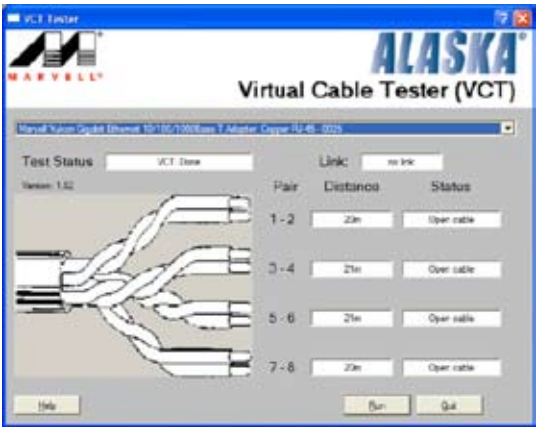 VCT Tester
MARVELL®
ALASKA®
Virtual Cable Tester (VCT)
Marvell Yukon Gigabit Ethernet 10/100/1000Base-T Adapter, Copper RJ-45 -
Test Status VCT Done Link: no link
Version: 1.02
Pair Distance Status
1 - 2 20m Open cable
3 - 4 21m Open cable
5 - 6 21m Open cable
7 - 8 20m Open cable
Help Run Quit